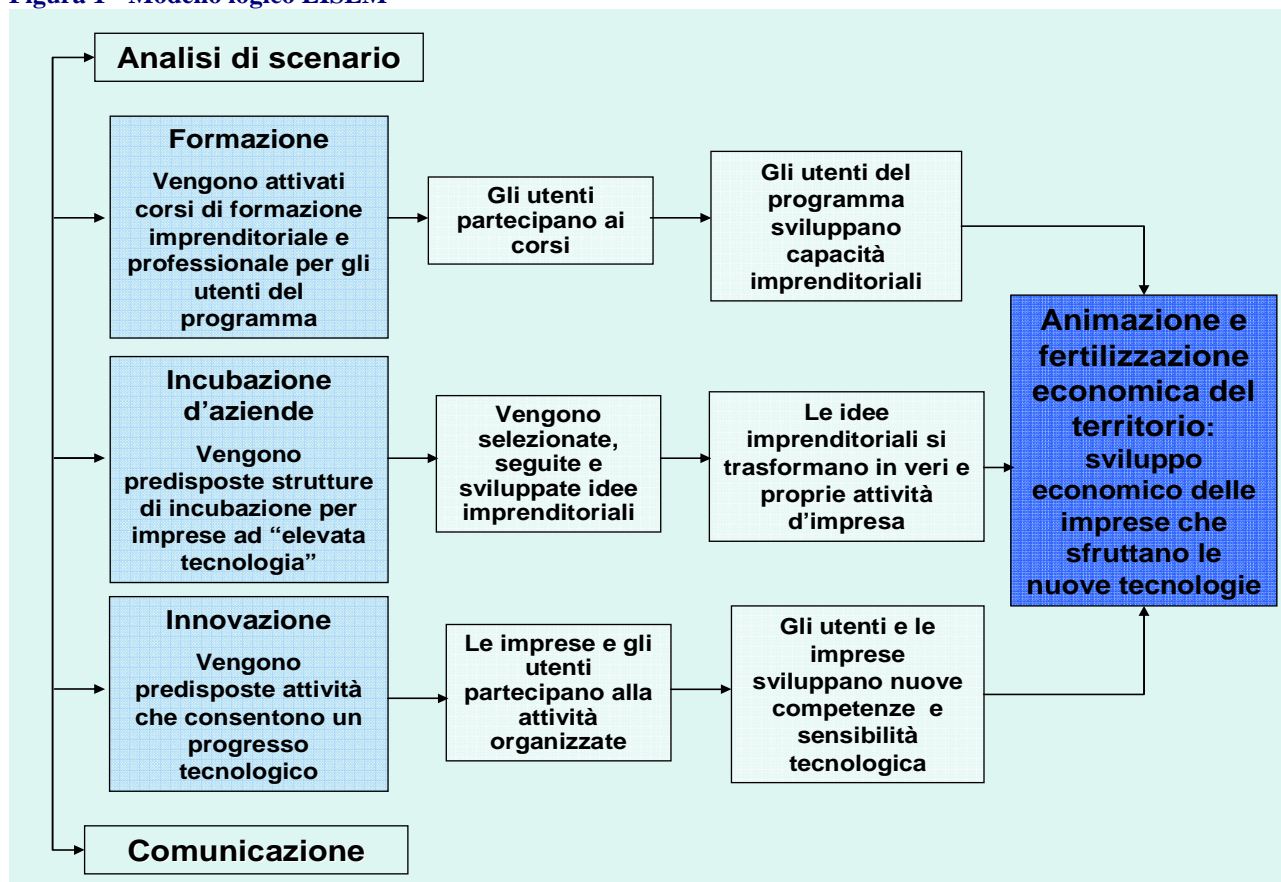 Analisi di scenario
Formazione
Vengono attivati
corsi di formazione
imprenditoriale e
professionale per gli
utenti del
programma
Gli utenti
partecipano ai
corsi
Gli utenti del
programma
sviluppano
capacità
imprenditoriali
Incubazione
d’aziende
Vengono
predisposte strutture
di incubazione per
imprese ad “elevata
tecnologia”
Vengono
selezionate,
seguite e
sviluppate idee
imprenditoriali
Le idee
imprenditoriali si
trasformano in veri e
proprie attività
d’impresa
Innovazione
Vengono
predisposte attività
che consentono un
progresso
tecnologico
Le imprese e gli
utenti
partecipano alla
attività
organizzate
Gli utenti e le
imprese
sviluppano nuove
competenze e
sensibilità
tecnologica
Animazione e
fertilizzazione
economica del
territorio:
sviluppo
economico delle
imprese che
sfruttano le
nuove tecnologie
Comunicazione